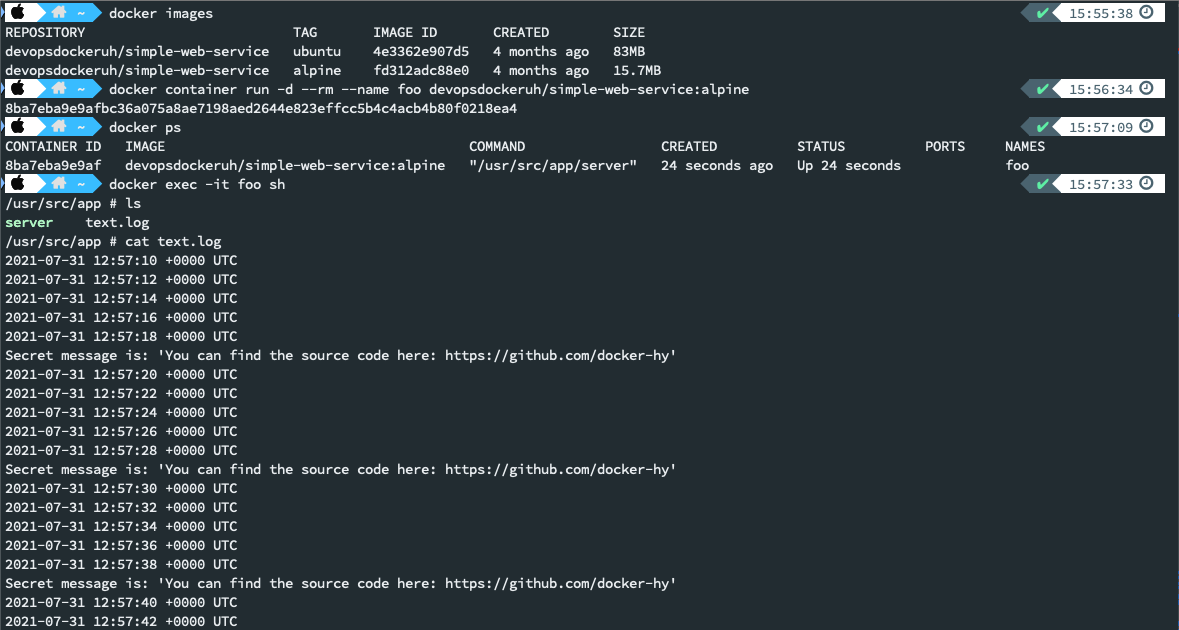 ~ docker images 15:55:38
REPOSITORY TAG IMAGE ID CREATED SIZE
devopsdockeruh/simple-web-service ubuntu 4e3362e907d5 4 months ago 83MB
devopsdockeruh/simple-web-service alpine fd312adc88e0 4 months ago 15.7MB
~ docker container run -d --rm --name foo devopsdockeruh/simple-web-service:alpine 15:56:34
8ba7eba9e9afbc36a075a8ae7198aed2644e823effcc5b4c4acb4b80f0218ea4
~ docker ps 15:57:09
CONTAINER ID IMAGE COMMAND CREATED STATUS PORTS NAMES
8ba7eba9e9af devopsdockeruh/simple-web-service:alpine "/usr/src/app/server" 24 seconds ago Up 24 seconds foo
~ docker exec -it foo sh 15:57:33
/usr/src/app # ls
server text.log
/usr/src/app # cat text.log
2021-07-31 12:57:10 +0000 UTC
2021-07-31 12:57:12 +0000 UTC
2021-07-31 12:57:14 +0000 UTC
2021-07-31 12:57:16 +0000 UTC
2021-07-31 12:57:18 +0000 UTC
Secret message is: 'You can find the source code here: https://github.com/docker-hy'
2021-07-31 12:57:20 +0000 UTC
2021-07-31 12:57:22 +0000 UTC
2021-07-31 12:57:24 +0000 UTC
2021-07-31 12:57:26 +0000 UTC
2021-07-31 12:57:28 +0000 UTC
Secret message is: 'You can find the source code here: https://github.com/docker-hy'
2021-07-31 12:57:30 +0000 UTC
2021-07-31 12:57:32 +0000 UTC
2021-07-31 12:57:34 +0000 UTC
2021-07-31 12:57:36 +0000 UTC
2021-07-31 12:57:38 +0000 UTC
Secret message is: 'You can find the source code here: https://github.com/docker-hy'
2021-07-31 12:57:40 +0000 UTC
2021-07-31 12:57:42 +0000 UTC